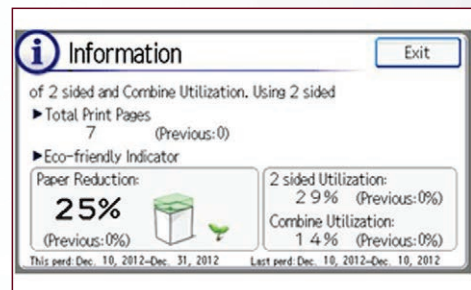 i Information
Exit
of 2 sided and Combine Utilization. Using 2 sided
►Total Print Pages
7 (Previous:0)
►Eco-friendly Indicator
Paper Reduction:
25%
(Previous:0%)
2 sided Utilization:
29% (Previous:0%)
Combine Utilization:
14% (Previous:0%)
This perd:Dec. 10, 2012–Dec. 31, 2012 Last perd:Dec. 10, 2012–Dec. 10, 2012